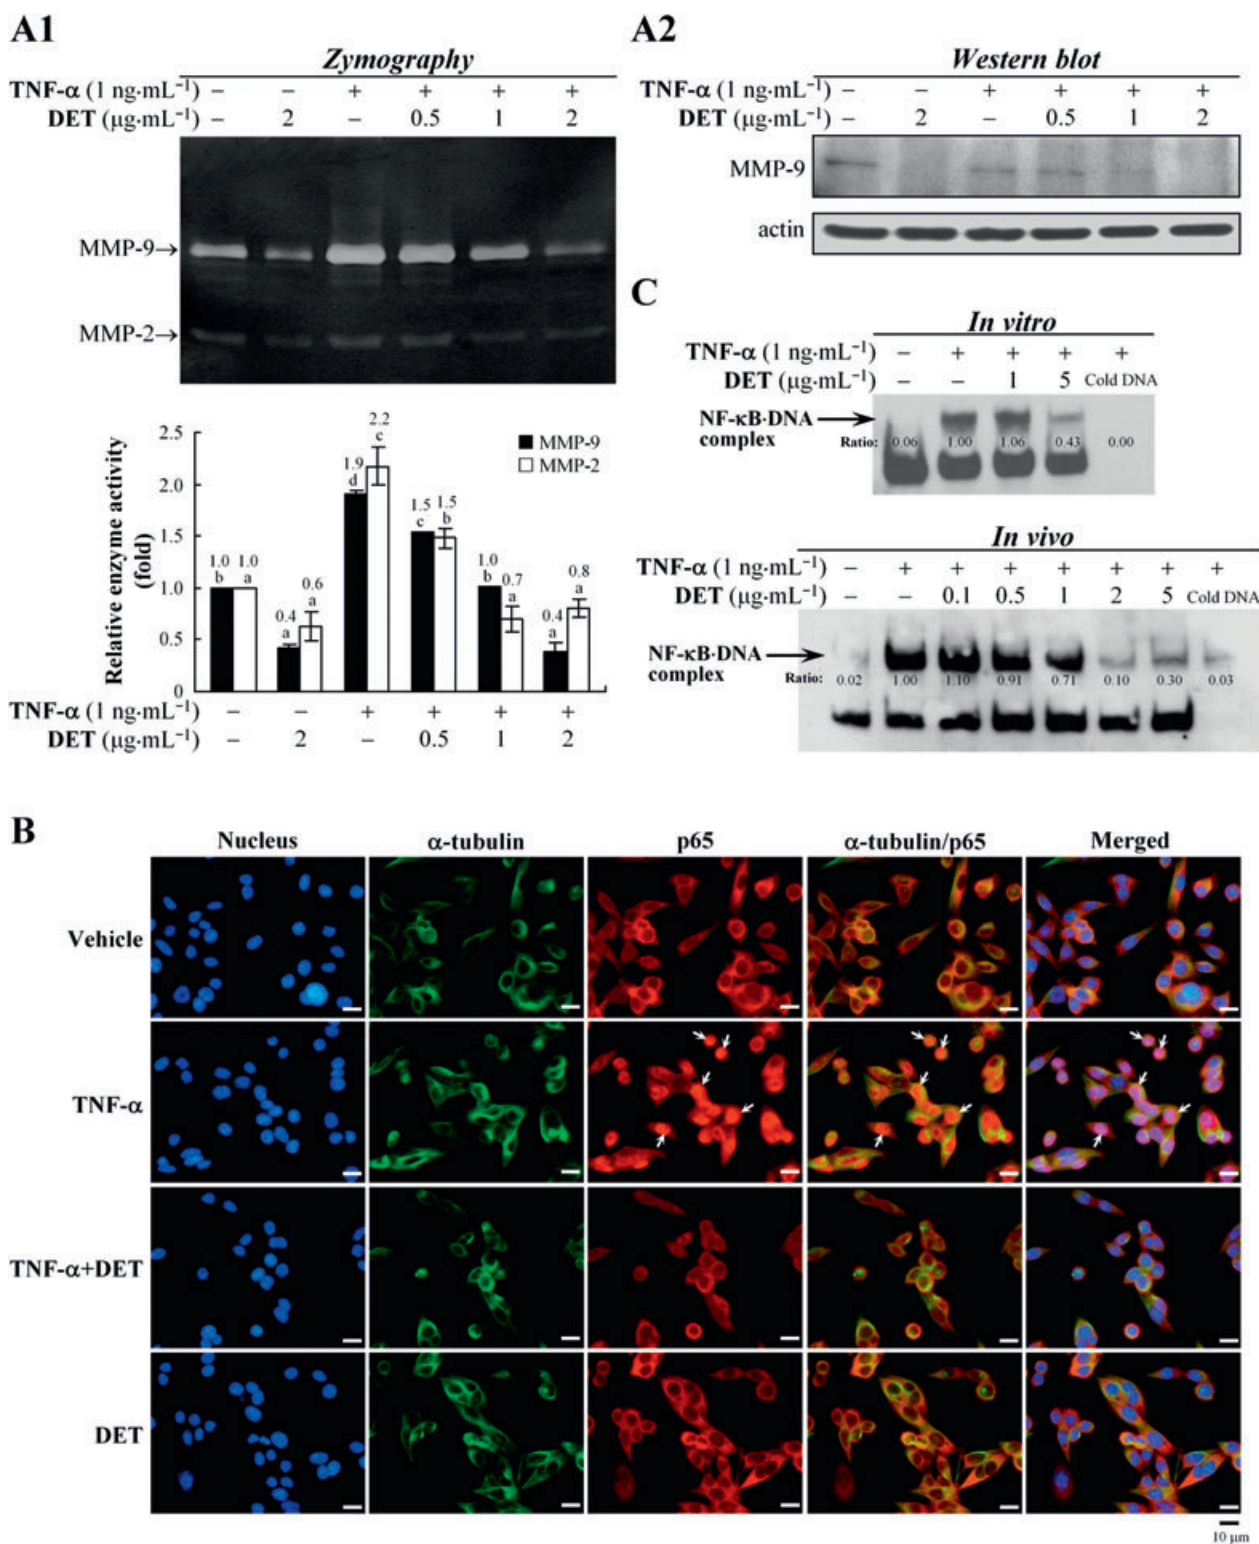 A1
Zymography
TNF-α (1 ng·mL⁻¹) – – + + + +
DET (μg·mL⁻¹) – 2 – 0.5 1 2
MMP-9→
MMP-2→
2.5
2.0
1.5
1.0
0.5
0
Relative enzyme activity
(fold)
MMP-9
MMP-2
1.0 1.0
b a
0.4 0.6
a a
1.9 2.2
d c
1.5 1.5
c b
1.0 0.7
b a
0.4 0.8
a a
TNF-α (1 ng·mL⁻¹) – – + + + +
DET (μg·mL⁻¹) – 2 – 0.5 1 2
A2
Western blot
TNF-α (1 ng·mL⁻¹) – – + + + +
DET (μg·mL⁻¹) – 2 – 0.5 1 2
MMP-9
actin
C
In vitro
TNF-α (1 ng·mL⁻¹) – + + + +
DET (μg·mL⁻¹) – – 1 5 Cold DNA
NF-κB·DNA
complex
Ratio: 0.06 1.00 1.06 0.43 0.00
In vivo
TNF-α (1 ng·mL⁻¹) – + + + + + + +
DET (μg·mL⁻¹) – – 0.1 0.5 1 2 5 Cold DNA
NF-κB·DNA
complex
Ratio: 0.02 1.00 1.10 0.91 0.71 0.10 0.30 0.03
B
Nucleus α-tubulin p65 α-tubulin/p65 Merged
Vehicle
TNF-α
TNF-α+DET
DET
10 μm